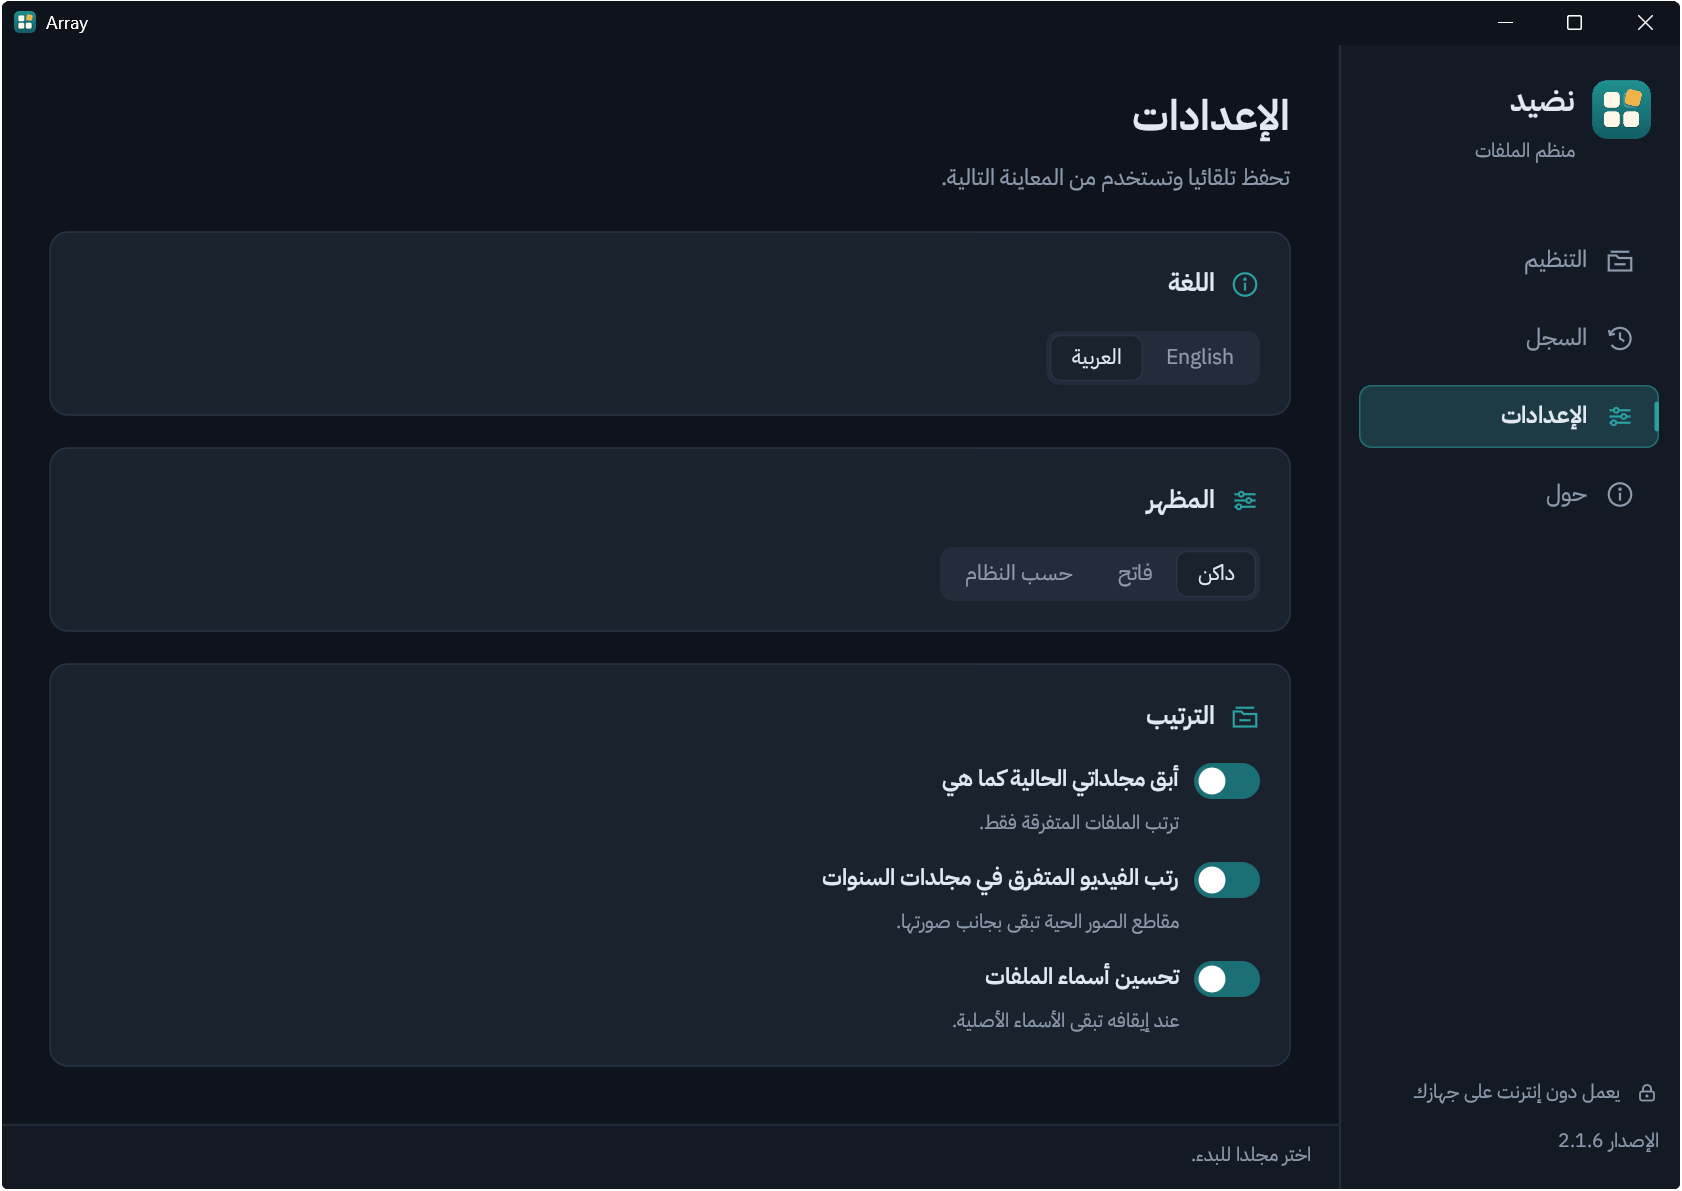 Array
نضيد
منظم الملفات
التنظيم
السجل
الإعدادات
حول
يعمل دون إنترنت على جهازك
الإصدار 2.1.6
الإعدادات
تحفظ تلقائيا وتستخدم من المعاينة التالية.
اللغة
English العربية
المظهر
داكن فاتح حسب النظام
الترتيب
أبق مجلداتي الحالية كما هي
ترتب الملفات المتفرقة فقط.
رتب الفيديو المتفرق في مجلدات السنوات
مقاطع الصور الحية تبقى بجانب صورتها.
تحسين أسماء الملفات
عند إيقافه تبقى الأسماء الأصلية.
اختر مجلدا للبدء.